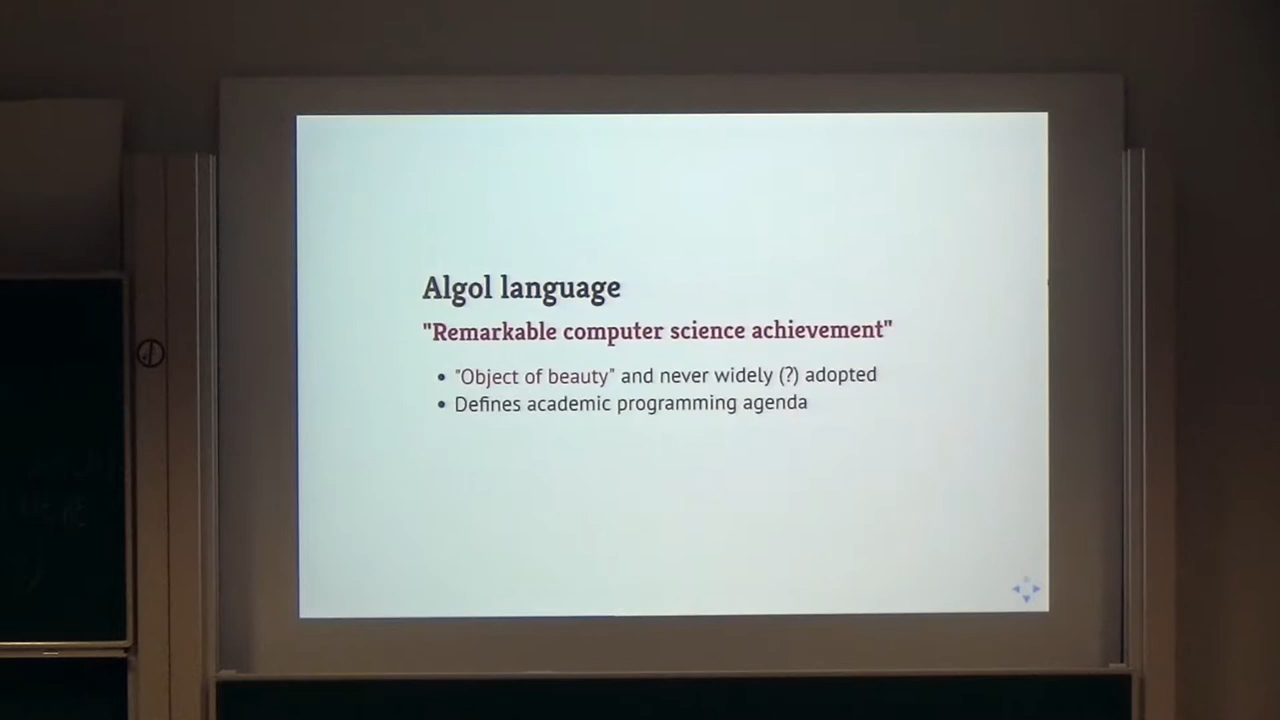 Algol language
"Remarkable computer science achievement"
• "Object of beauty" and never widely (?) adopted
• Defines academic programming agenda